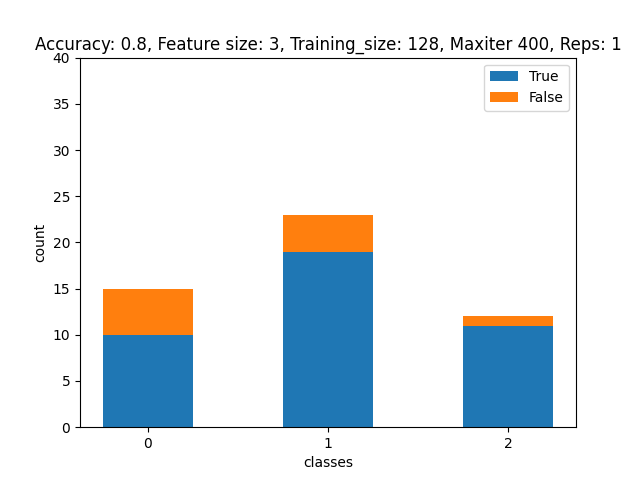 Accuracy: 0.8, Feature size: 3, Training_size: 128, Maxiter 400, Reps: 1
True
False
40
35
30
25
20
15
10
5
0
count
0 1 2
classes